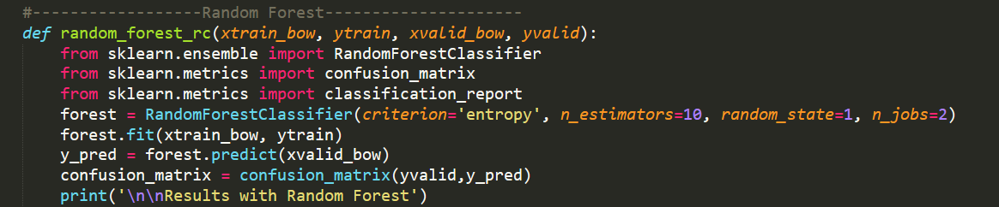 #------------------Random Forest---------------------
def random_forest_rc(xtrain_bow, ytrain, xvalid_bow, yvalid):
    from sklearn.ensemble import RandomForestClassifier
    from sklearn.metrics import confusion_matrix
    from sklearn.metrics import classification_report
    forest = RandomForestClassifier(criterion='entropy', n_estimators=10, random_state=1, n_jobs=2)
    forest.fit(xtrain_bow, ytrain)
    y_pred = forest.predict(xvalid_bow)
    confusion_matrix = confusion_matrix(yvalid,y_pred)
    print('\n\nResults with Random Forest')